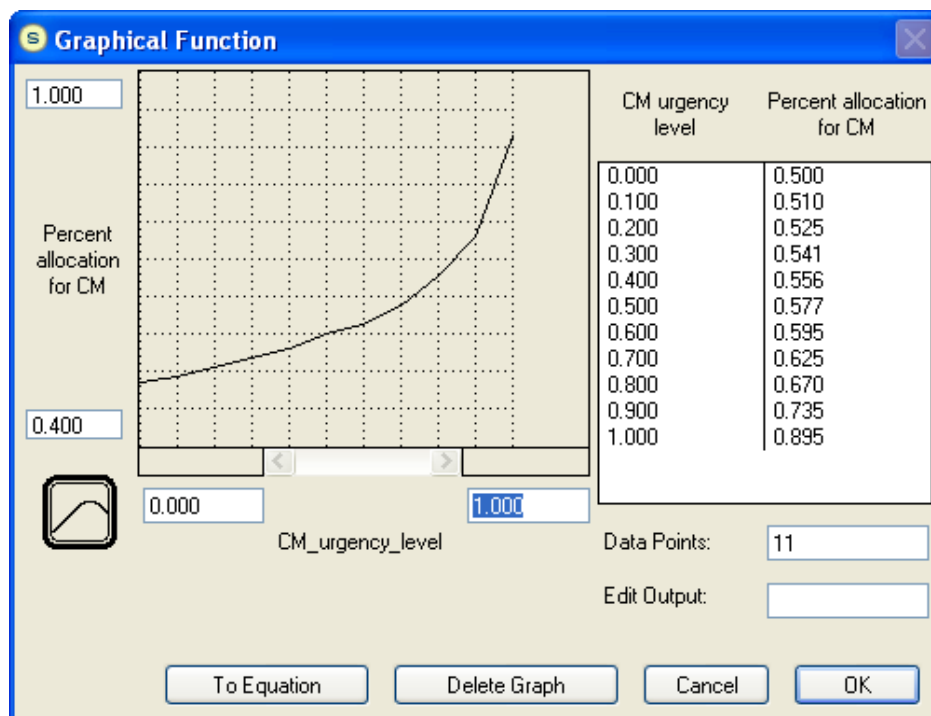 Graphical Function
1.000
Percent
allocation
for CM
0.400
0.000
1.000
CM_urgency_level
CM urgency
level
Percent allocation
for CM
0.000 0.500
0.100 0.510
0.200 0.525
0.300 0.541
0.400 0.556
0.500 0.577
0.600 0.595
0.700 0.625
0.800 0.670
0.900 0.735
1.000 0.895
Data Points: 11
Edit Output:
To Equation Delete Graph Cancel OK